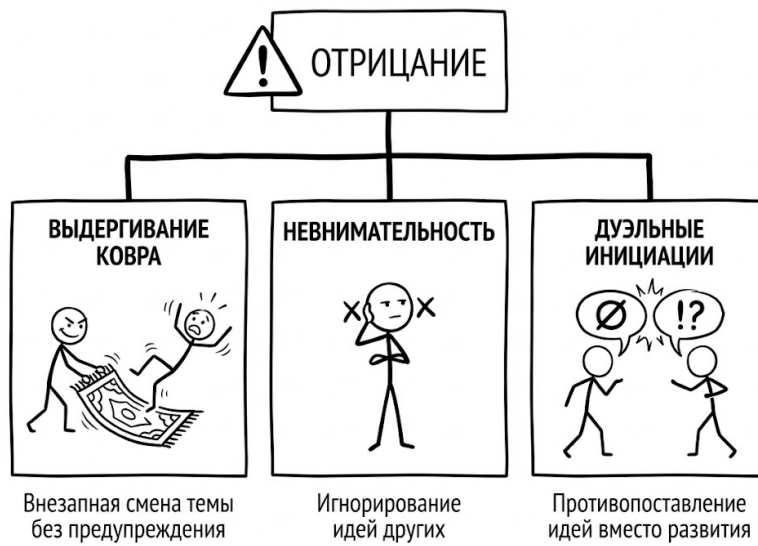 ОТРИЦАНИЕ
ВЫДЕРГИВАНИЕ
КОВРА
Внезапная смена темы
без предупреждения
НЕВНИМАТЕЛЬНОСТЬ
Игнорирование
идей других
ДУЭЛЬНЫЕ
ИНИЦИАЦИИ
!?
Противопоставление
идей вместо развития